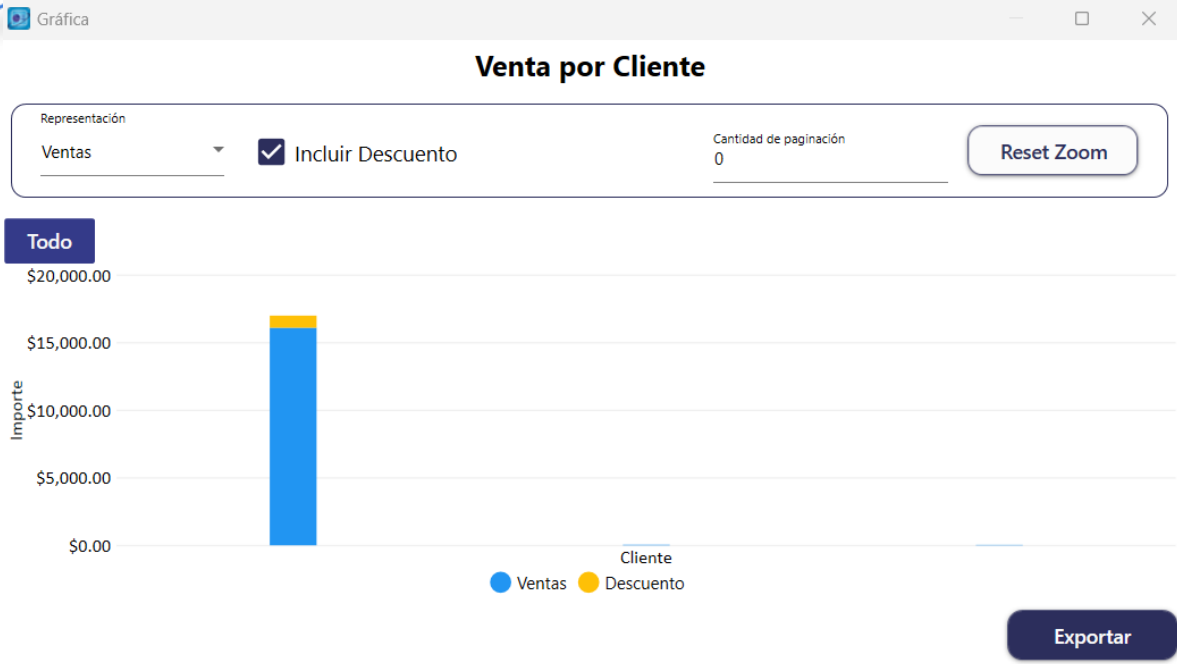 Gráfica
Venta por Cliente
Representación
Ventas
Incluir Descuento
Cantidad de paginación
0
Reset Zoom
Todo
$20,000.00
$15,000.00
$10,000.00
$5,000.00
$0.00
Importe
Cliente
Ventas Descuento
Exportar